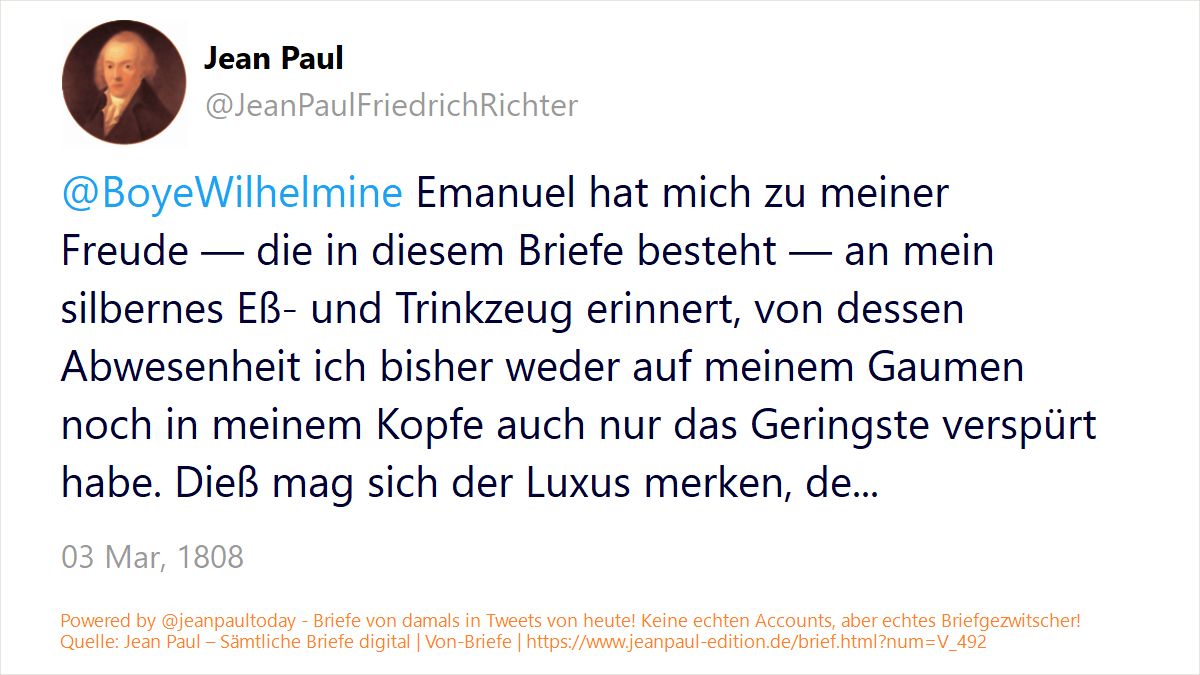 Jean Paul
@JeanPaulFriedrichRichter
@BoyeWilhelmine Emanuel hat mich zu meiner
Freude — die in diesem Briefe besteht — an mein
silbernes Eß- und Trinkzeug erinnert, von dessen
Abwesenheit ich bisher weder auf meinem Gaumen
noch in meinem Kopfe auch nur das Geringste verspürt
habe. Dieß mag sich der Luxus merken, de...
03 Mar, 1808
Powered by @jeanpaultoday - Briefe von damals in Tweets von heute! Keine echten Accounts, aber echtes Briefgezwitscher!
Quelle: Jean Paul – Sämtliche Briefe digital | Von-Briefe | https://www.jeanpaul-edition.de/brief.html?num=V_492